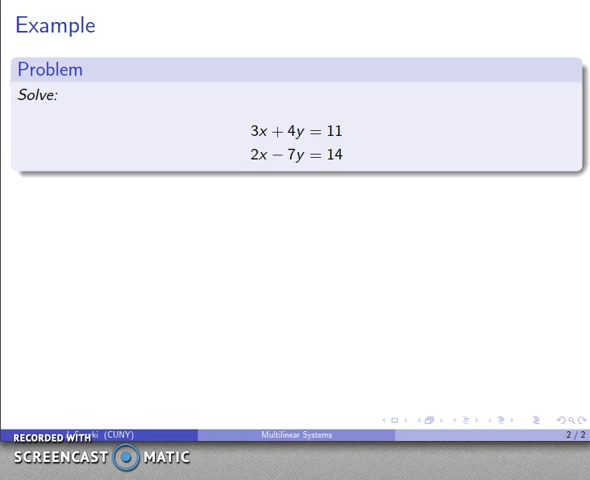 Example
Problem
Solve:
3x + 4y = 11
2x − 7y = 14
(CUNY)
Multilinear Systems
2 / 2
RECORDED WITH
SCREENCAST MATIC